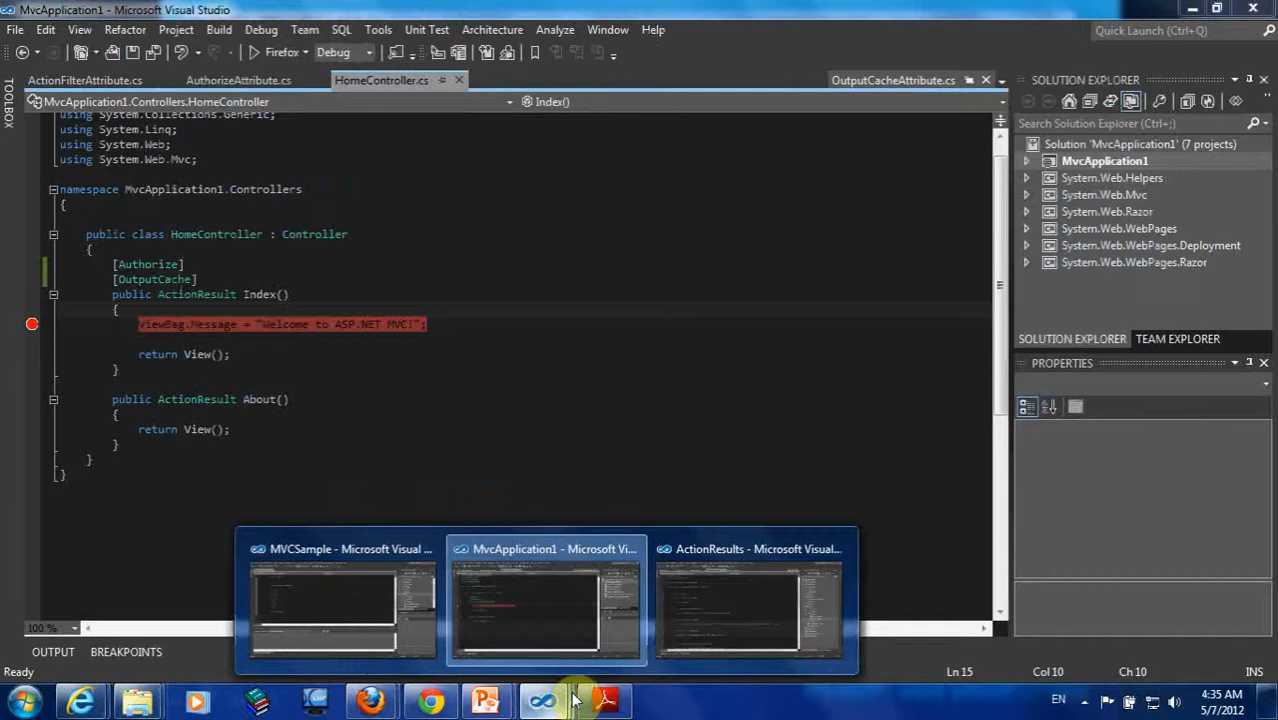 MvcApplication1 - Microsoft Visual Studio
File Edit View Refactor Project Build Debug Team SQL Tools Unit Test Architecture Analyze Window Help
Quick Launch (Ctrl+Q)
Firefox Debug
TOOLBOX
ActionFilterAttribute.cs AuthorizeAttribute.cs HomeController.cs OutputCacheAttribute.cs
MvcApplication1.Controllers.HomeController Index()
using System.Collections.Generic;
using System.Linq;
using System.Web;
using System.Web.Mvc;
namespace MvcApplication1.Controllers
{
public class HomeController : Controller
{
[Authorize]
[OutputCache]
public ActionResult Index()
{
ViewBag.Message = "Welcome to ASP.NET MVC!";
return View();
}
public ActionResult About()
{
return View();
}
}
}
SOLUTION EXPLORER
Search Solution Explorer (Ctrl+;)
Solution 'MvcApplication1' (7 projects)
MvcApplication1
System.Web.Helpers
System.Web.Mvc
System.Web.Razor
System.Web.WebPages
System.Web.WebPages.Deployment
System.Web.WebPages.Razor
SOLUTION EXPLORER TEAM EXPLORER
PROPERTIES
MVCSample - Microsoft Visual ... MvcApplication1 - Microsoft Vi... ActionResults - Microsoft Visual...
100 %
OUTPUT BREAKPOINTS
Ready Ln 15 Col 10 Ch 10 INS
EN 4:35 AM
5/7/2012